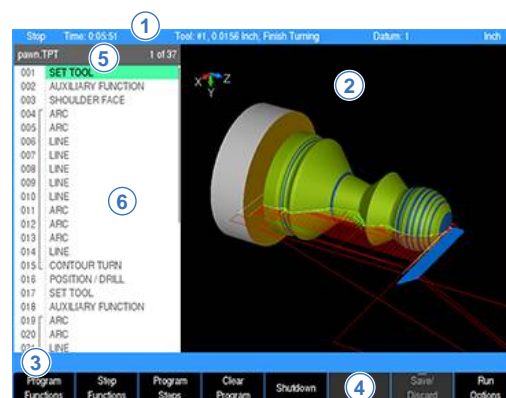 Stop Time: 0:05:51 1 Tool: #1, 0.0156 Inch, Finish Turning Datum: 1 Inch
pawn.TPT 5 1 of 37
001 SET TOOL
002 AUXILIARY FUNCTION
003 SHOULDER FACE
004 ARC
005 ARC
006 LINE
007 LINE
008 LINE
009 LINE
010 LINE
011 ARC
012 ARC
013 ARC
014 LINE
015 CONTOUR TURN
016 POSITION / DRILL
017 SET TOOL
018 AUXILIARY FUNCTION
019 ARC
020 ARC
021 LINE
6
X Z
Y
2
3
Program Functions
Step Functions
Program Steps
Clear Program
Shutdown
4
Save/ Discard
Run Options